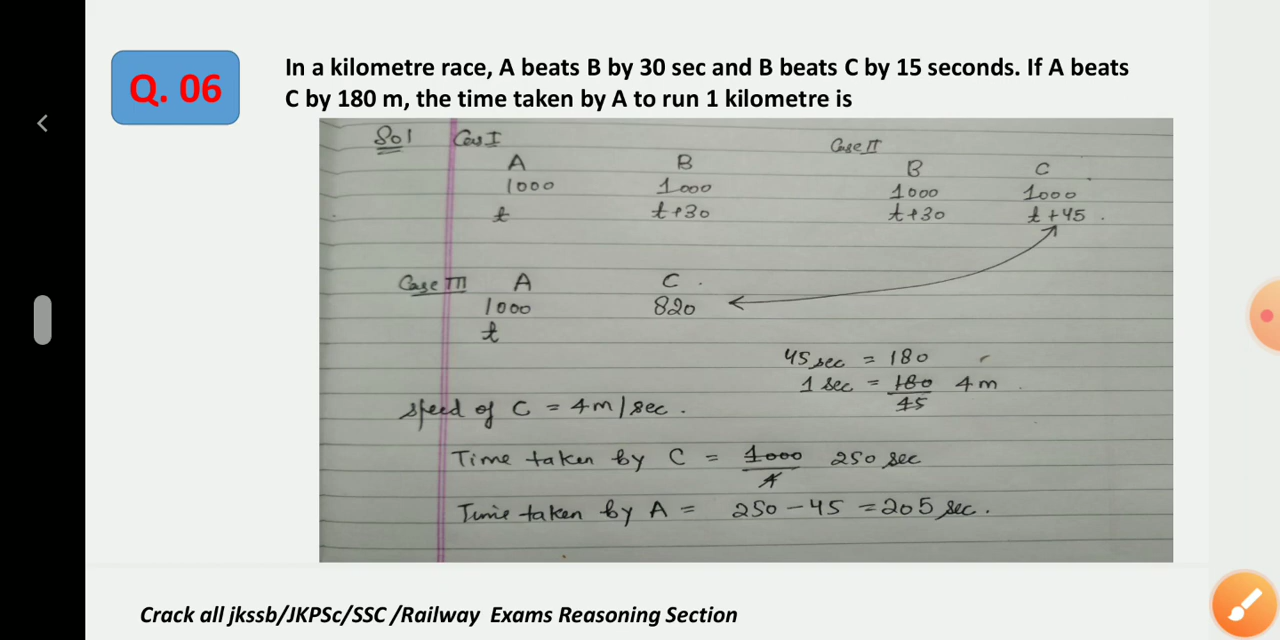 Q. 06
In a kilometre race, A beats B by 30 sec and B beats C by 15 seconds. If A beats
C by 180 m, the time taken by A to run 1 kilometre is
Sol Cas I Case II
A B B C
1000 1000 1000 1000
t t+30 t+30 t+45
Case III A C
1000 820
t
45 sec = 180
1 sec = 180/45 4m
speed of C = 4m/sec.
Time taken by C = 1000/4 250 sec
Time taken by A = 250-45 = 205 sec.
Crack all jkssb/JKPSc/SSC /Railway Exams Reasoning Section